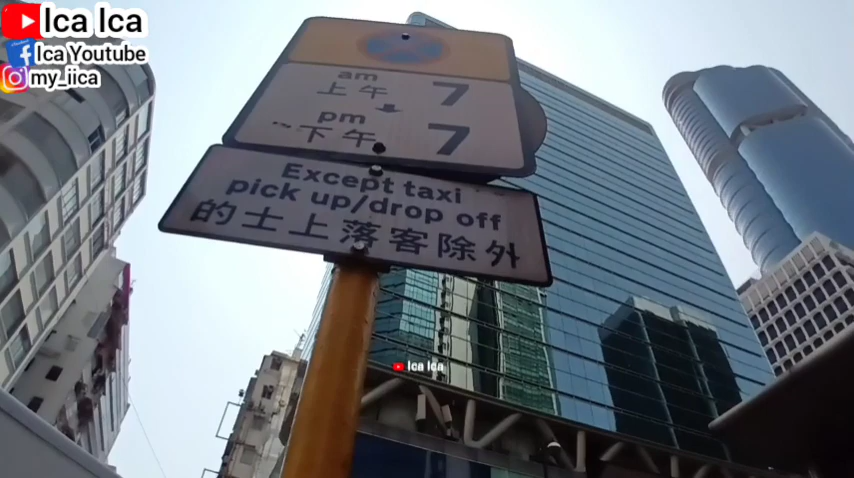 Ica Ica
Ica Youtube
my_iica
am
上午 7
pm
下午 7
Except taxi
pick up/drop off
的士上落客除外
Ica Ica